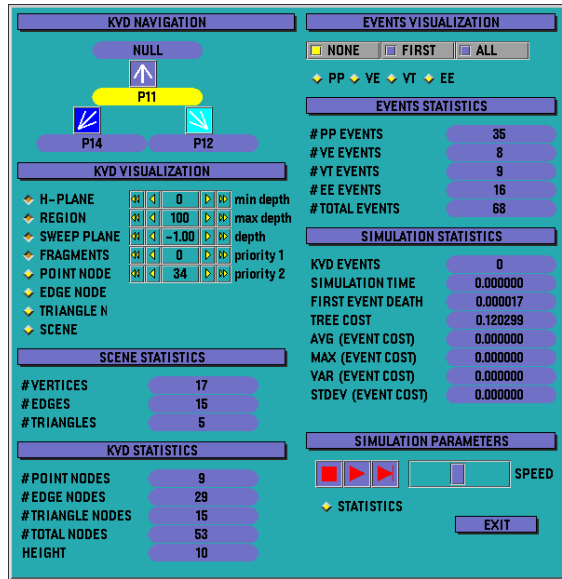 KVD NAVIGATION
NULL
P11
P14 P12
KVD VISUALIZATION
H-PLANE 0 min depth
REGION 100 max depth
SWEEP PLANE -1.00 depth
FRAGMENTS 0 priority 1
POINT NODE 34 priority 2
EDGE NODE
TRIANGLE N
SCENE
SCENE STATISTICS
#VERTICES 17
#EDGES 15
#TRIANGLES 5
KVD STATISTICS
#POINT NODES 9
#EDGE NODES 29
#TRIANGLE NODES 15
#TOTAL NODES 53
HEIGHT 10
EVENTS VISUALIZATION
NONE FIRST ALL
PP VE VT EE
EVENTS STATISTICS
#PP EVENTS 35
#VE EVENTS 8
#VT EVENTS 9
#EE EVENTS 16
#TOTAL EVENTS 68
SIMULATION STATISTICS
KVD EVENTS 0
SIMULATION TIME 0.000000
FIRST EVENT DEATH 0.000017
TREE COST 0.120299
AVG (EVENT COST) 0.000000
MAX (EVENT COST) 0.000000
VAR (EVENT COST) 0.000000
STDEV (EVENT COST) 0.000000
SIMULATION PARAMETERS
SPEED
STATISTICS
EXIT